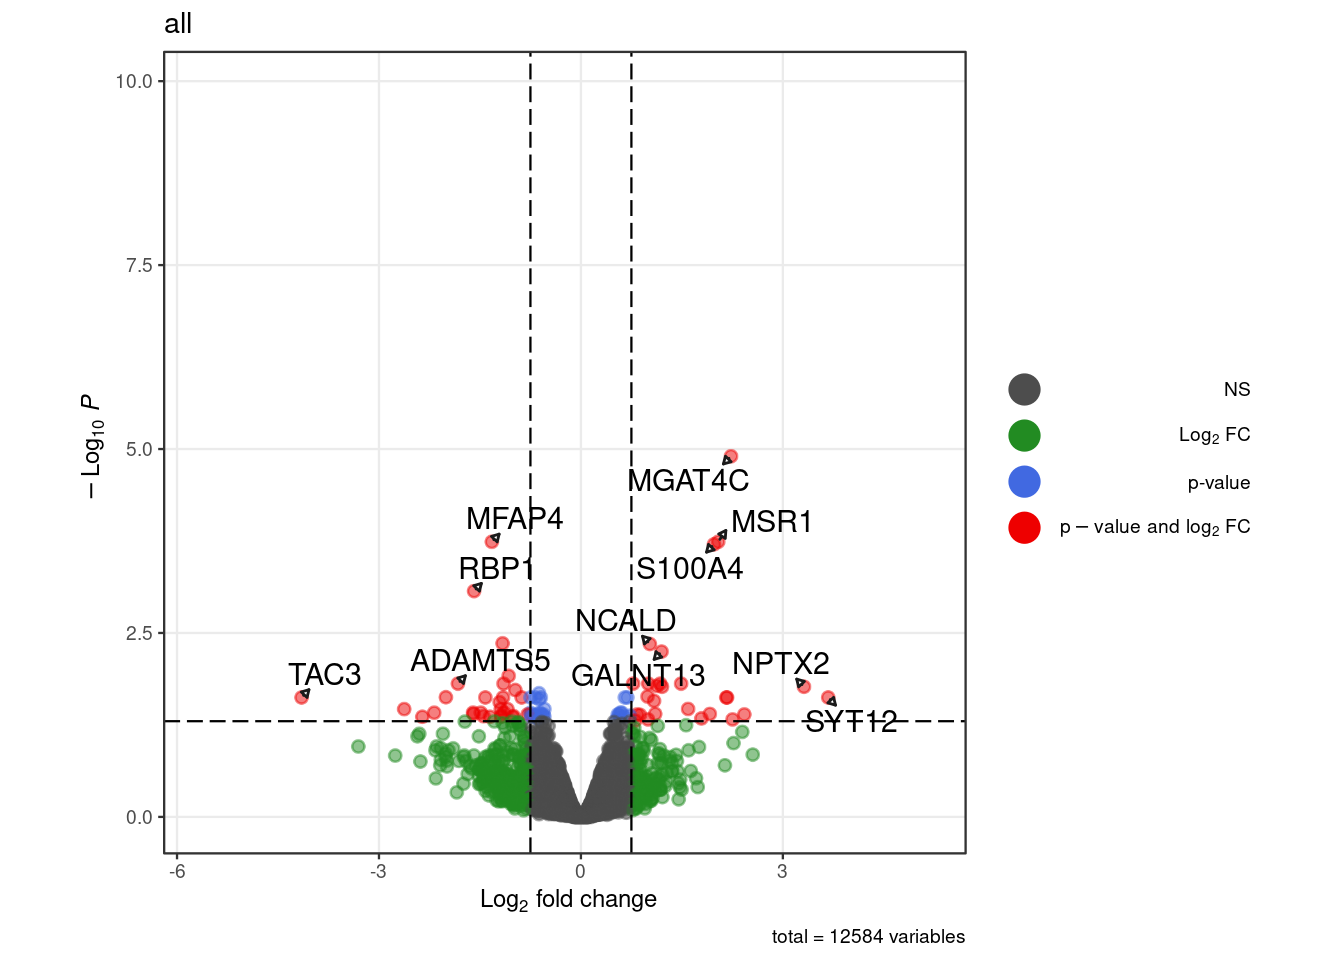 all
10.0
7.5
5.0
2.5
0.0
−Log10 P
MGAT4C
MFAP4
MSR1
RBP1
S100A4
NCALD
TAC3
ADAMTS5
GALNT13
NPTX2
SYT12
-6
-3
0
3
Log2 fold change
NS
Log2 FC
p-value
p − value and log2 FC
total = 12584 variables